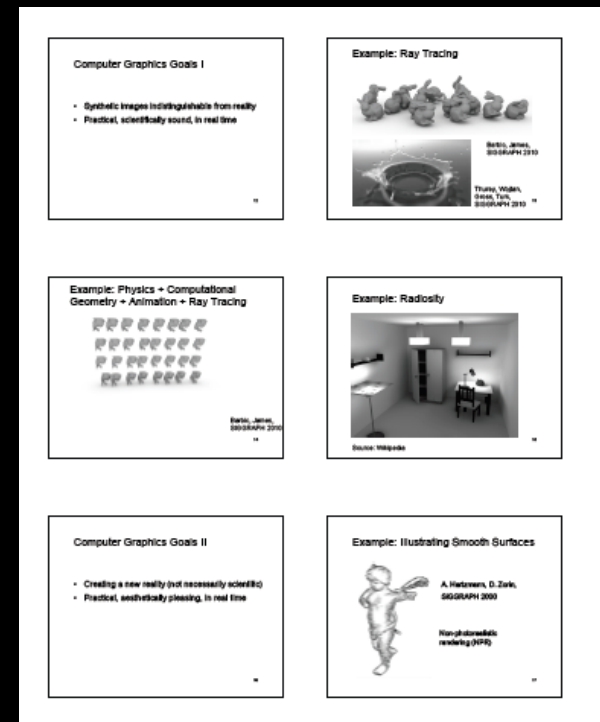 Computer Graphics Goals I
• Synthetic images indistinguishable from reality
• Practical, scientifically sound, in real time
Example: Ray Tracing
Barbic, James,
SIGGRAPH 2010
Thurey, Wojtan,
Gross, Turk,
SIGGRAPH 2010
Example: Physics + Computational
Geometry + Animation + Ray Tracing
Barbic, James,
SIGGRAPH 2010
Example: Radiosity
Source: Wikipedia
Computer Graphics Goals II
• Creating a new reality (not necessarily scientific)
• Practical, aesthetically pleasing, in real time
Example: Illustrating Smooth Surfaces
A. Hertzmann, D. Zorin,
SIGGRAPH 2000
Non-photorealistic
rendering (NPR)
17